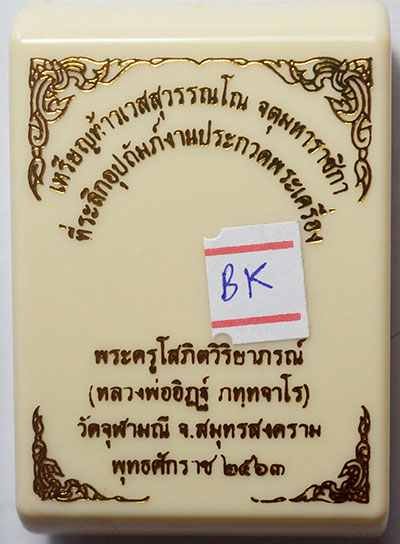 เหรียญท้าวเวสสุวรรณโณ จตุมหาราชิกา
ที่ระลึกอุปถัมภ์งานประกวดพระเครื่อง
BK
พระครูโสภิตวิริยาภรณ์
(หลวงพ่ออิฏฐ์ ภทฺทจาโร)
วัดจุฬามณี จ.สมุทรสงคราม
พุทธศักราช ๒๕๖๓